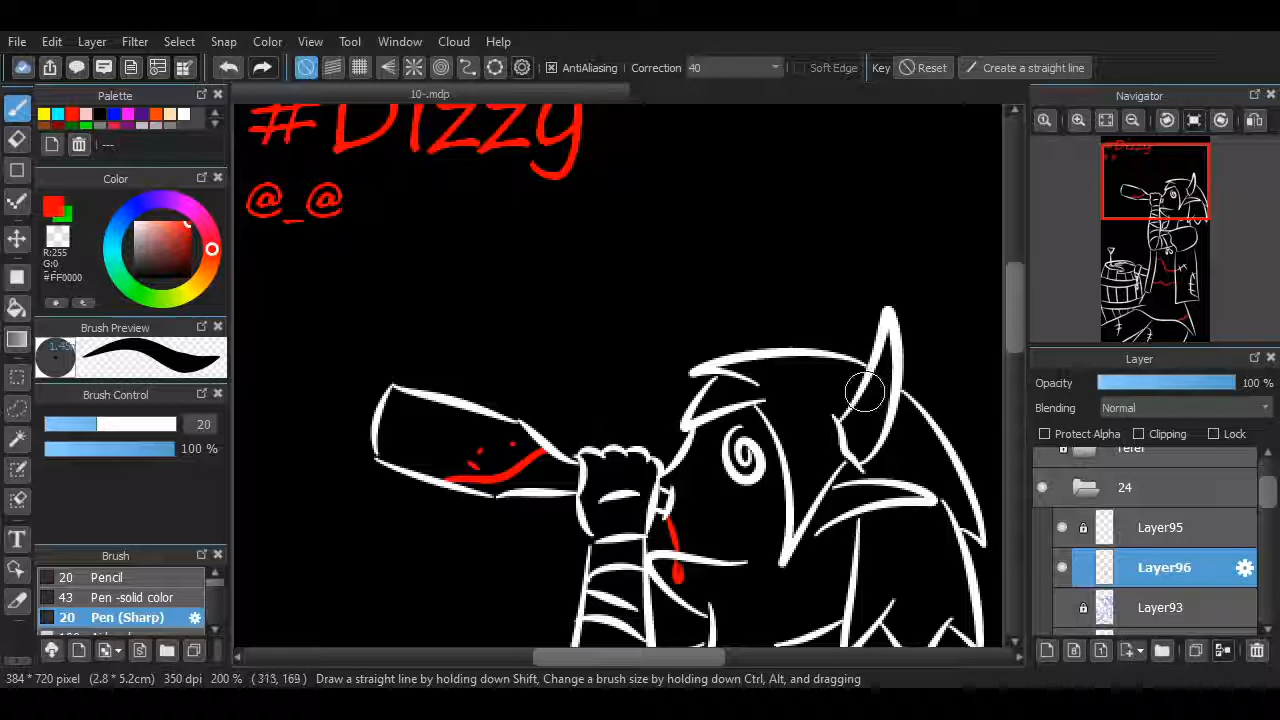 File Edit Layer Filter Select Snap Color View Tool Window Cloud Help
AntiAliasing Correction 40 Soft Edge Key Reset Create a straight line
Palette
10-.mdp
Navigator
#Dizzy
---
@_@
Color
R:255
G:0
#FF0000
Brush Preview
Layer
Opacity 100 %
Brush Control
Blending Normal
20
Protect Alpha Clipping Lock
100 %
24
Layer95
Brush
Layer96
20 Pencil
43 Pen -solid color
20 Pen (Sharp)
Layer93
384 * 720 pixel (2.8 * 5.2cm) 350 dpi 200 % ( 313, 169 ) Draw a straight line by holding down Shift, Change a brush size by holding down Ctrl, Alt, and dragging